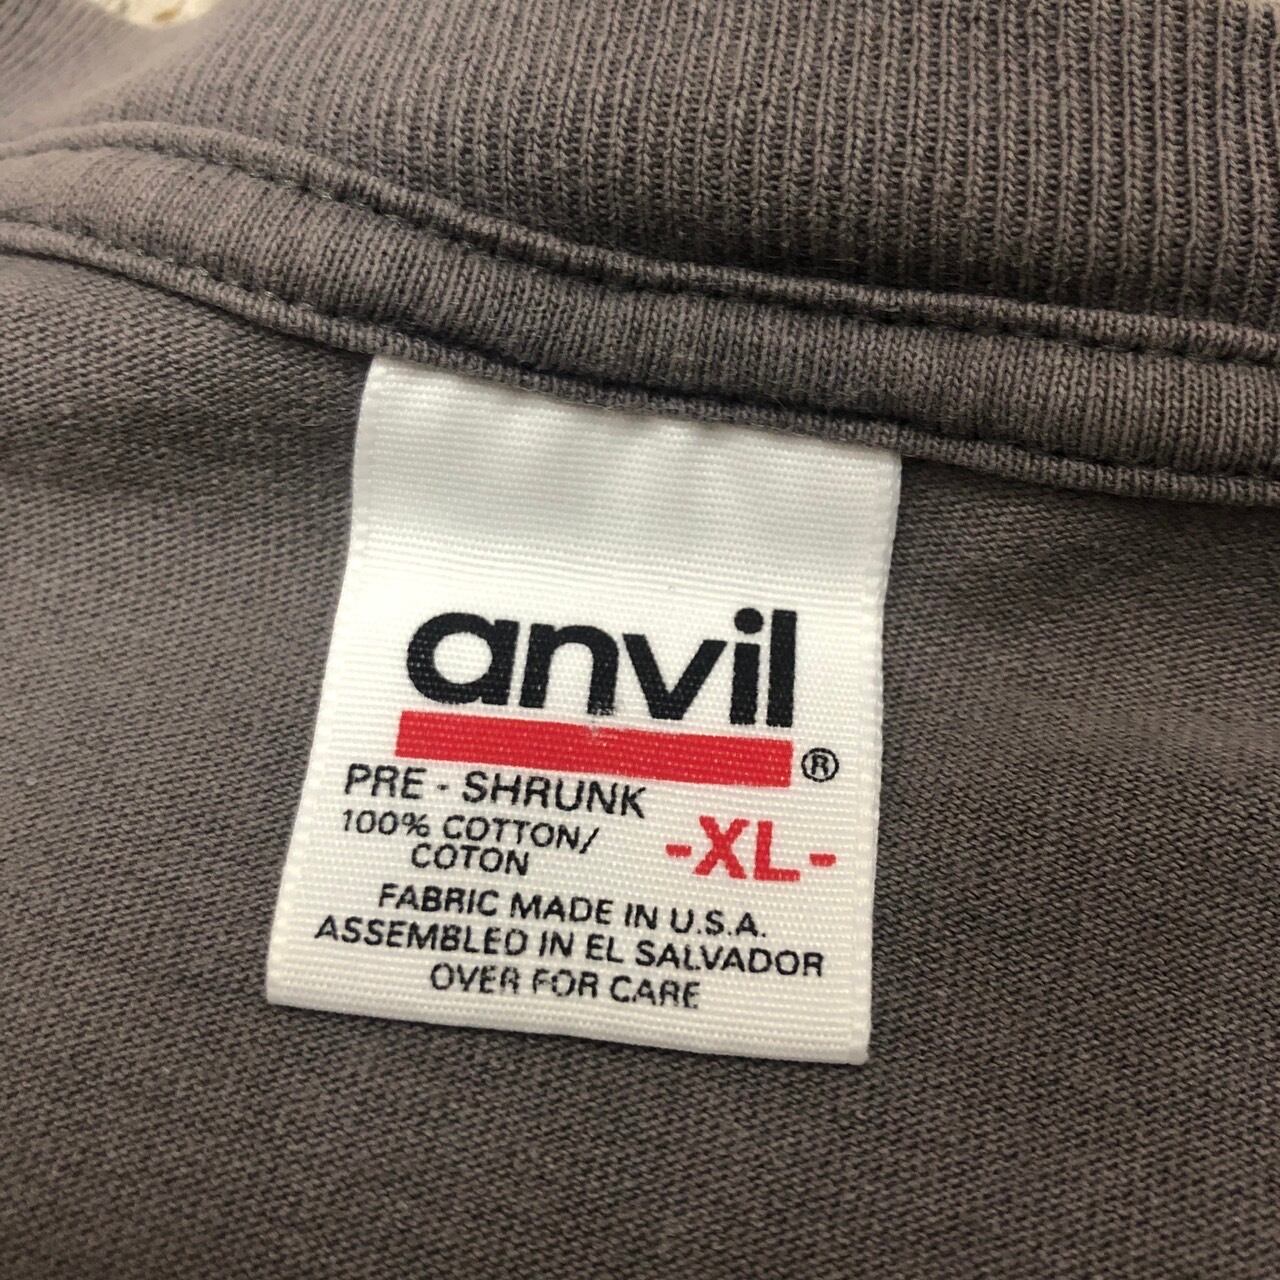 anvil
®
PRE - SHRUNK
100% COTTON/
COTON
-XL-
FABRIC MADE IN U.S.A.
ASSEMBLED IN EL SALVADOR
OVER FOR CARE